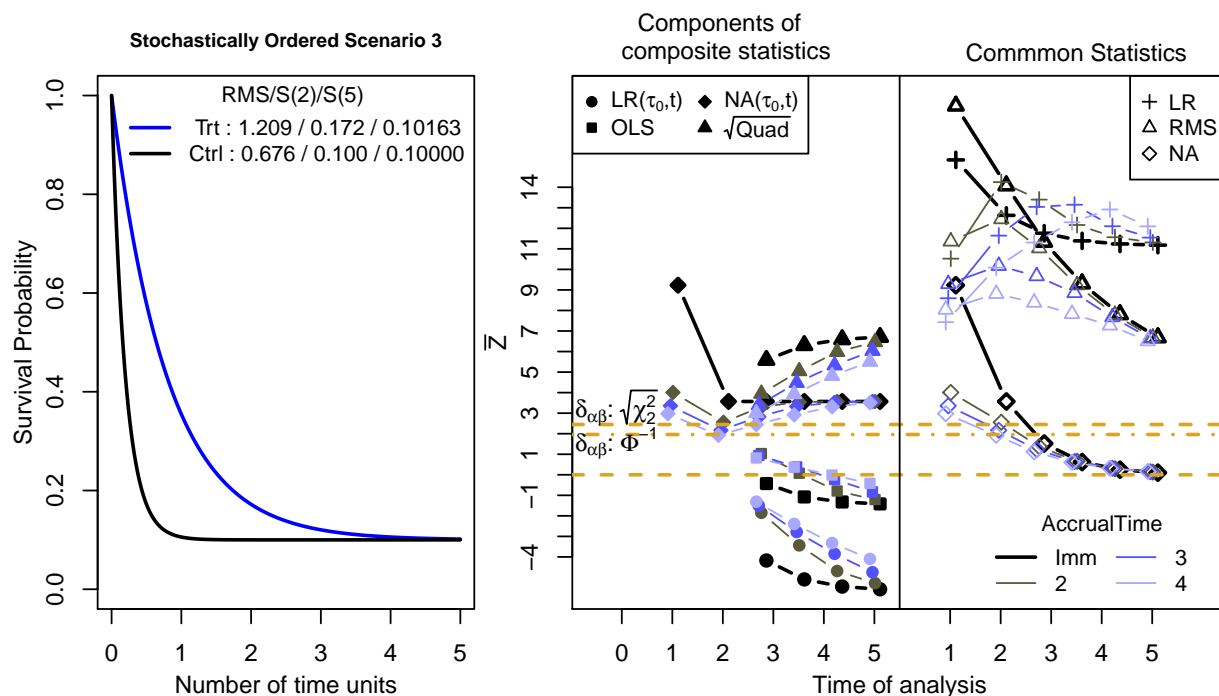 Stochastically Ordered Scenario 3
RMS/S(2)/S(5)
Trt : 1.209 / 0.172 / 0.10163
Ctrl : 0.676 / 0.100 / 0.10000
Survival Probability
0.0
0.2
0.4
0.6
0.8
1.0
0 1 2 3 4 5
Number of time units
Components of
composite statistics
Commmon Statistics
LR(τ0,t) NA(τ0,t)
OLS √Quad
LR
RMS
NA
Z̅
14
11
9
7
5
3
1
−1
−4
δαβ: √χ²₂
δαβ: Φ⁻¹
AccrualTime
Imm 3
2 4
0 1 2 3 4 5 1 2 3 4 5
Time of analysis